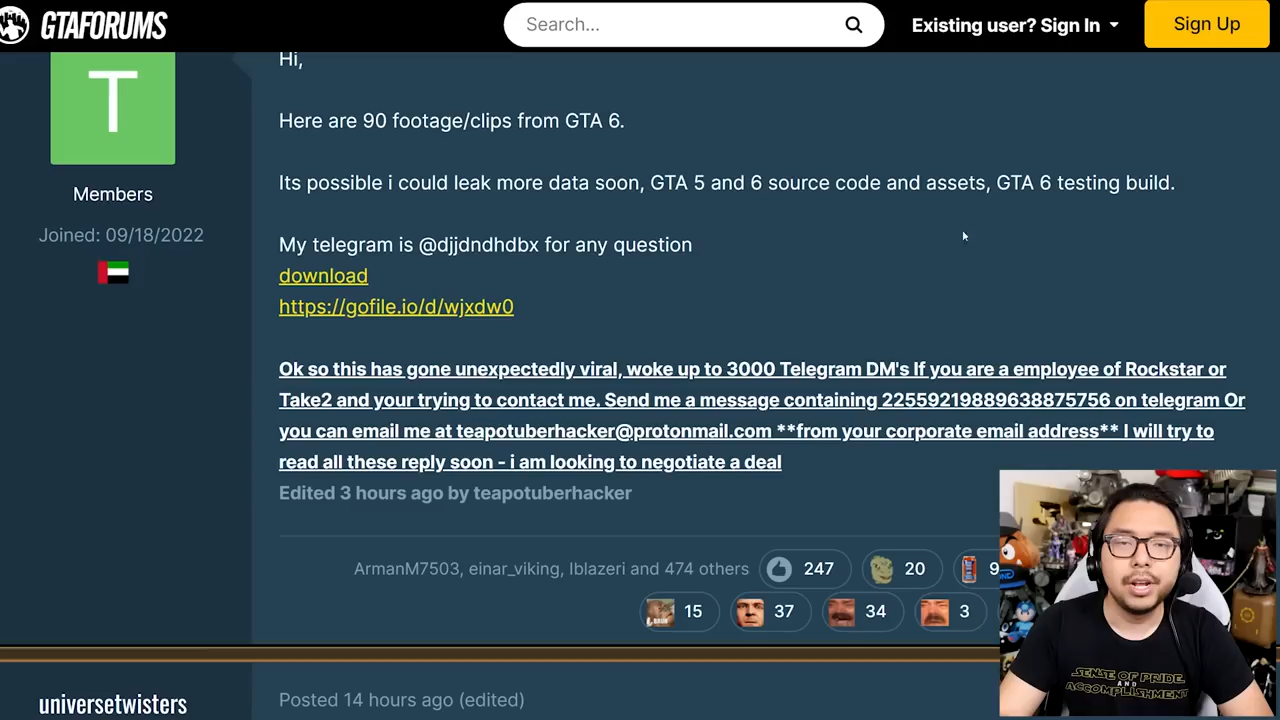 GTAFORUMS
Search...
Existing user? Sign In
Sign Up
T
Members
Joined: 09/18/2022
Hi,
Here are 90 footage/clips from GTA 6.
Its possible i could leak more data soon, GTA 5 and 6 source code and assets, GTA 6 testing build.
My telegram is @djjdndhdbx for any question
download
https://gofile.io/d/wjxdw0
Ok so this has gone unexpectedly viral, woke up to 3000 Telegram DM's If you are a employee of Rockstar or
Take2 and your trying to contact me. Send me a message containing 22559219889638875756 on telegram Or
you can email me at teapotuberhacker@protonmail.com **from your corporate email address** I will try to
read all these reply soon - i am looking to negotiate a deal
Edited 3 hours ago by teapotuberhacker
ArmanM7503, einar_viking, Iblazeri and 474 others
247
20
9
15
37
34
3
universetwisters
Posted 14 hours ago (edited)
SENSE OF PRIDE
AND
ACCOMPLISHMENT